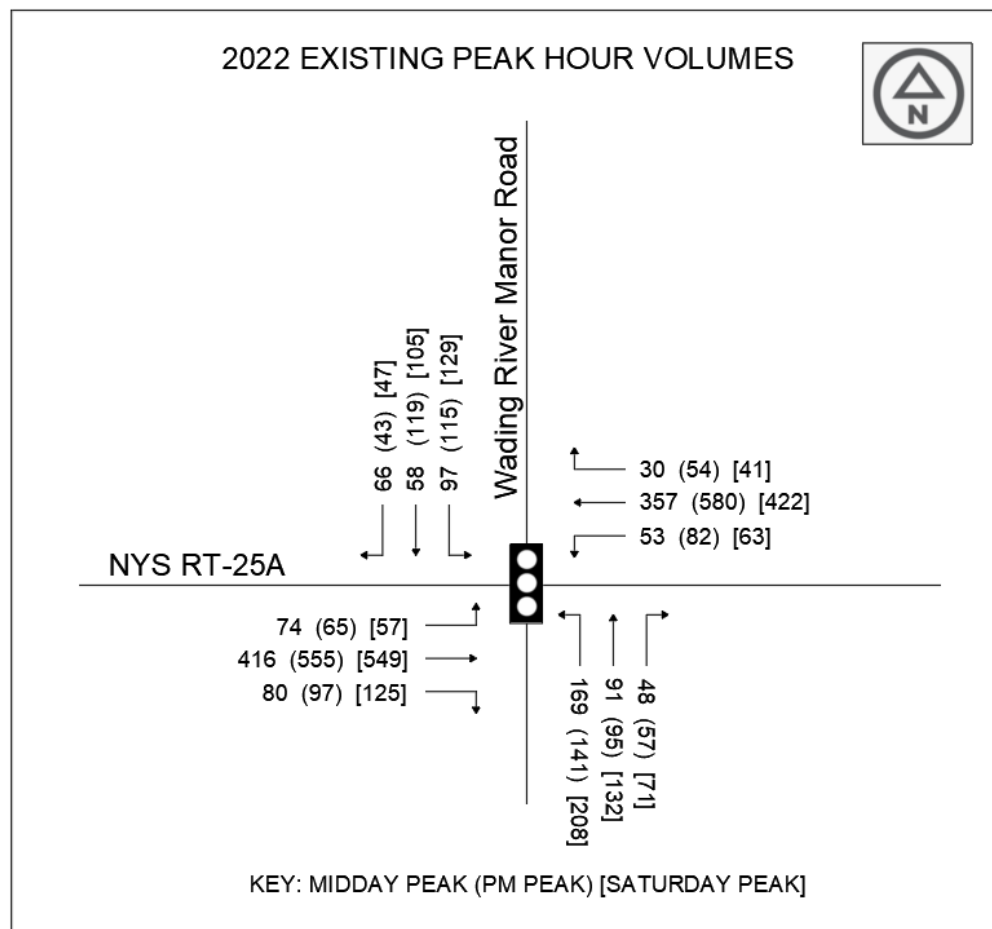 2022 EXISTING PEAK HOUR VOLUMES
N
Wading River Manor Road
66 (43) [47]
58 (119) [105]
97 (115) [129]
30 (54) [41]
357 (580) [422]
53 (82) [63]
NYS RT-25A
74 (65) [57]
416 (555) [549]
80 (97) [125]
169 (141) [208]
91 (95) [132]
48 (57) [71]
KEY: MIDDAY PEAK (PM PEAK) [SATURDAY PEAK]